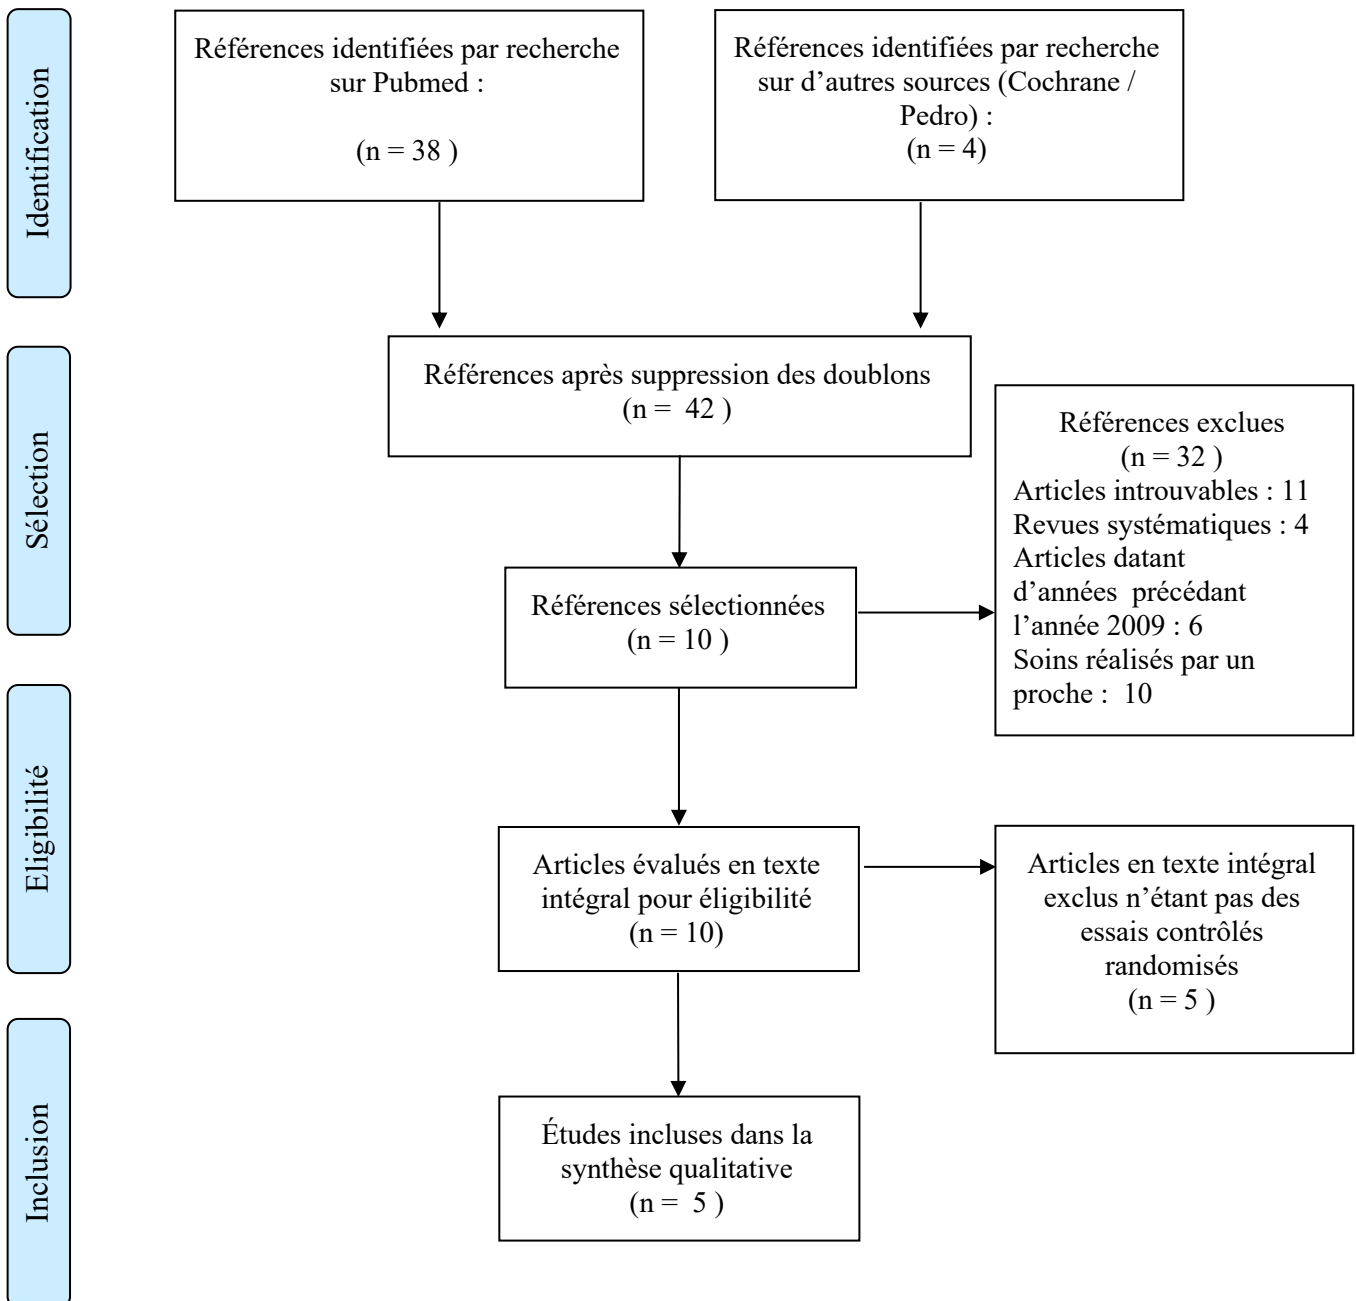 Identification
Références identifiées par recherche
sur Pubmed :
(n = 38 )
Références identifiées par recherche
sur d’autres sources (Cochrane /
Pedro) :
(n = 4)
Sélection
Références après suppression des doublons
(n =  42 )
Références exclues
(n = 32 )
Articles introuvables : 11
Revues systématiques : 4
Articles datant
d’années  précédant
l’année 2009 : 6
Soins réalisés par un
proche :  10
Références sélectionnées
(n = 10 )
Eligibilité
Articles évalués en texte
intégral pour éligibilité
(n = 10)
Articles en texte intégral
exclus n’étant pas des
essais contrôlés
randomisés
(n = 5 )
Inclusion
Études incluses dans la
synthèse qualitative
(n =  5 )